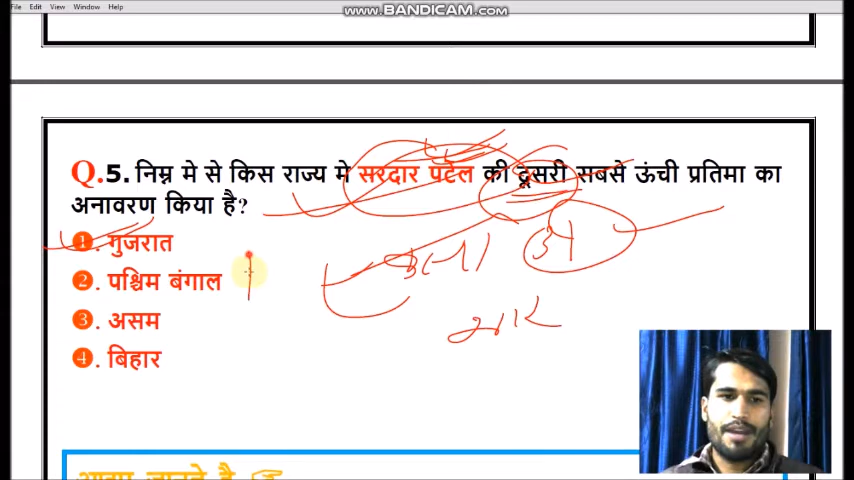 File Edit View Window Help
www.BANDICAM.com
Q.5. निम्न मे से किस राज्य मे सरदार पटेल की दूसरी सबसे ऊंची प्रतिमा का
अनावरण किया है?
1. गुजरात
2. पश्चिम बंगाल
3. असम
4. बिहार